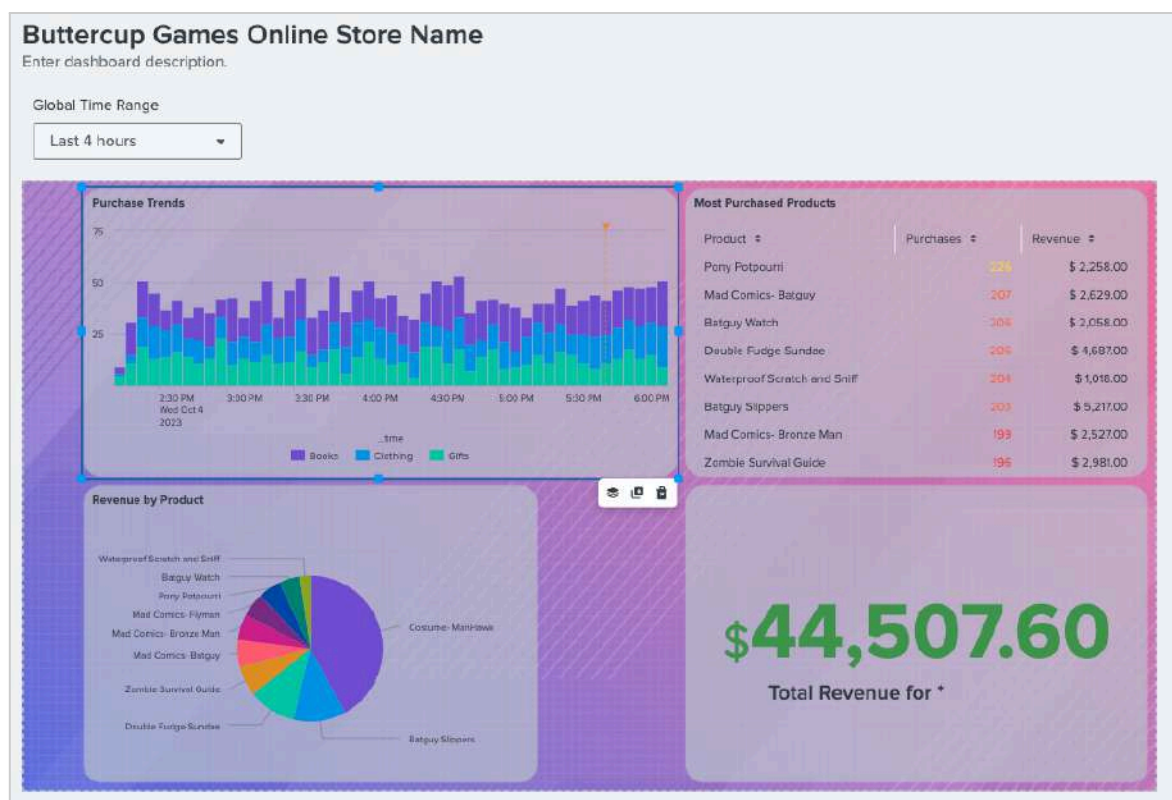 Buttercup Games Online Store Name
Enter dashboard description.
Global Time Range
Last 4 hours
Purchase Trends
75
50
25
2:30 PM
Wed Oct 4
2023
3:00 PM
3:30 PM
4:00 PM
4:30 PM
5:00 PM
5:30 PM
6:00 PM
_time
Books
Clothing
Gifts
Most Purchased Products
Product Purchases Revenue
Pony Potpourri 226 $ 2,258.00
Mad Comics- Batguy 207 $ 2,629.00
Batguy Watch 206 $ 2,058.00
Double Fudge Sundae $ 4,687.00
Waterproof Scratch and Sniff 204 $ 1,018.00
Batguy Slippers 203 $ 5,217.00
Mad Comics- Bronze Man 199 $ 2,527.00
Zombie Survival Guide 196 $ 2,981.00
Revenue by Product
Waterproof Scratch and Sniff
Batguy Watch
Pony Potpourri
Mad Comics- Flyman
Mad Comics- Bronze Man
Mad Comics- Batguy
Zombie Survival Guide
Double Fudge Sundae
Costume- ManHawk
Batguy Slippers
$44,507.60
Total Revenue for *